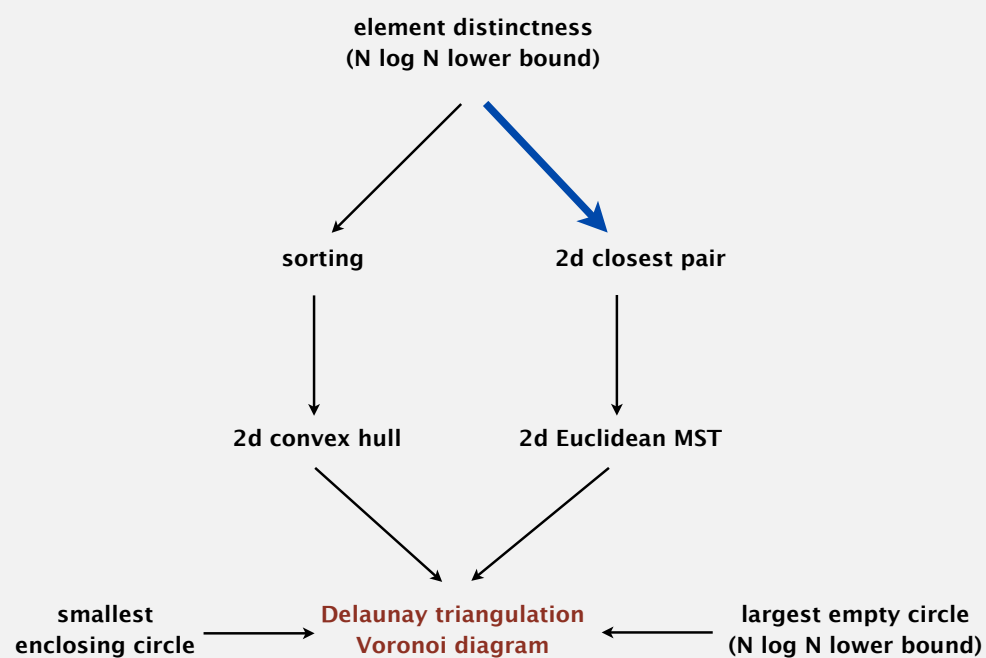 element distinctness
(N log N lower bound)
sorting
2d closest pair
2d convex hull
2d Euclidean MST
smallest
enclosing circle
Delaunay triangulation
Voronoi diagram
largest empty circle
(N log N lower bound)